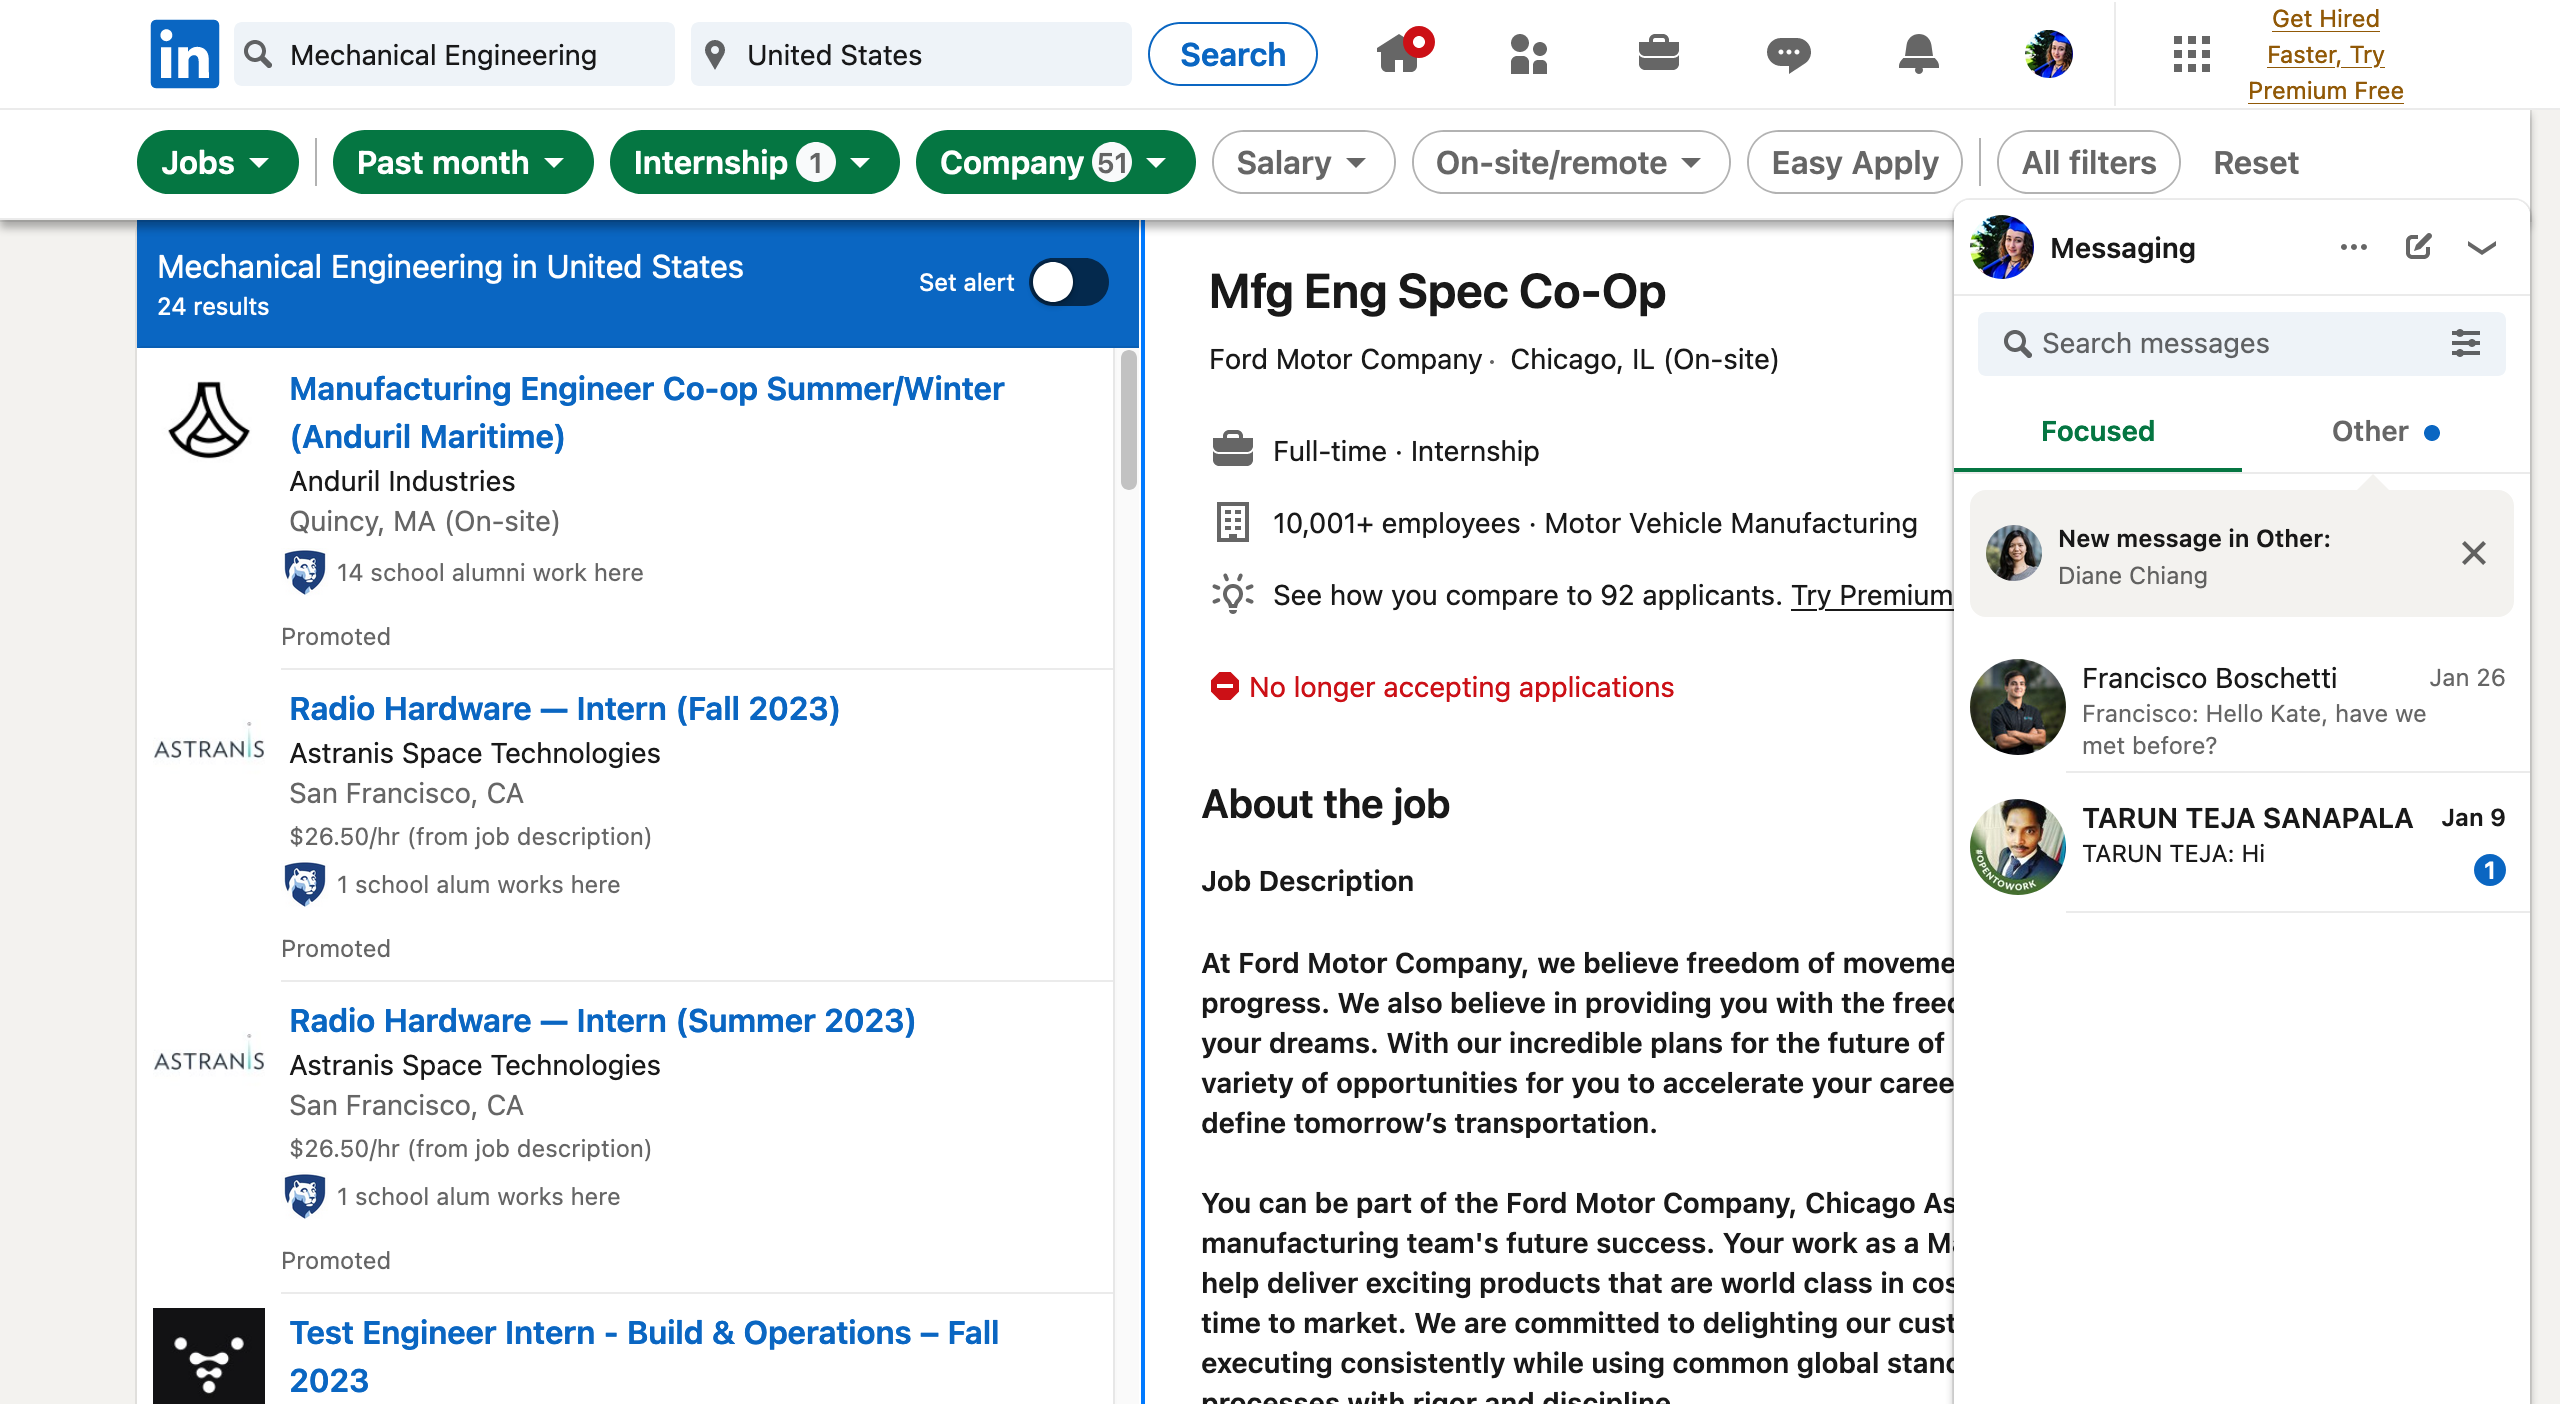 in
Mechanical Engineering
United States
Search
Get Hired
Faster, Try
Premium Free
Jobs
Past month
Internship 1
Company 51
Salary
On-site/remote
Easy Apply
All filters
Reset
Mechanical Engineering in United States
24 results
Set alert
Manufacturing Engineer Co-op Summer/Winter
(Anduril Maritime)
Anduril Industries
Quincy, MA (On-site)
14 school alumni work here
Promoted
ASTRANIS
Radio Hardware — Intern (Fall 2023)
Astranis Space Technologies
San Francisco, CA
$26.50/hr (from job description)
1 school alum works here
Promoted
ASTRANIS
Radio Hardware — Intern (Summer 2023)
Astranis Space Technologies
San Francisco, CA
$26.50/hr (from job description)
1 school alum works here
Promoted
Test Engineer Intern - Build & Operations – Fall
2023
Mfg Eng Spec Co-Op
Ford Motor Company · Chicago, IL (On-site)
Full-time · Internship
10,001+ employees · Motor Vehicle Manufacturing
See how you compare to 92 applicants. Try Premium
No longer accepting applications
About the job
Job Description
At Ford Motor Company, we believe freedom of moveme
progress. We also believe in providing you with the freed
your dreams. With our incredible plans for the future of
variety of opportunities for you to accelerate your caree
define tomorrow’s transportation.
You can be part of the Ford Motor Company, Chicago As
manufacturing team's future success. Your work as a Ma
help deliver exciting products that are world class in cos
time to market. We are committed to delighting our cust
executing consistently while using common global stand
processes with rigor and discipline.
Messaging
Search messages
Focused
Other
New message in Other:
Diane Chiang
Francisco Boschetti
Jan 26
Francisco: Hello Kate, have we
met before?
#OPENTOWORK
TARUN TEJA SANAPALA
Jan 9
TARUN TEJA: Hi
1